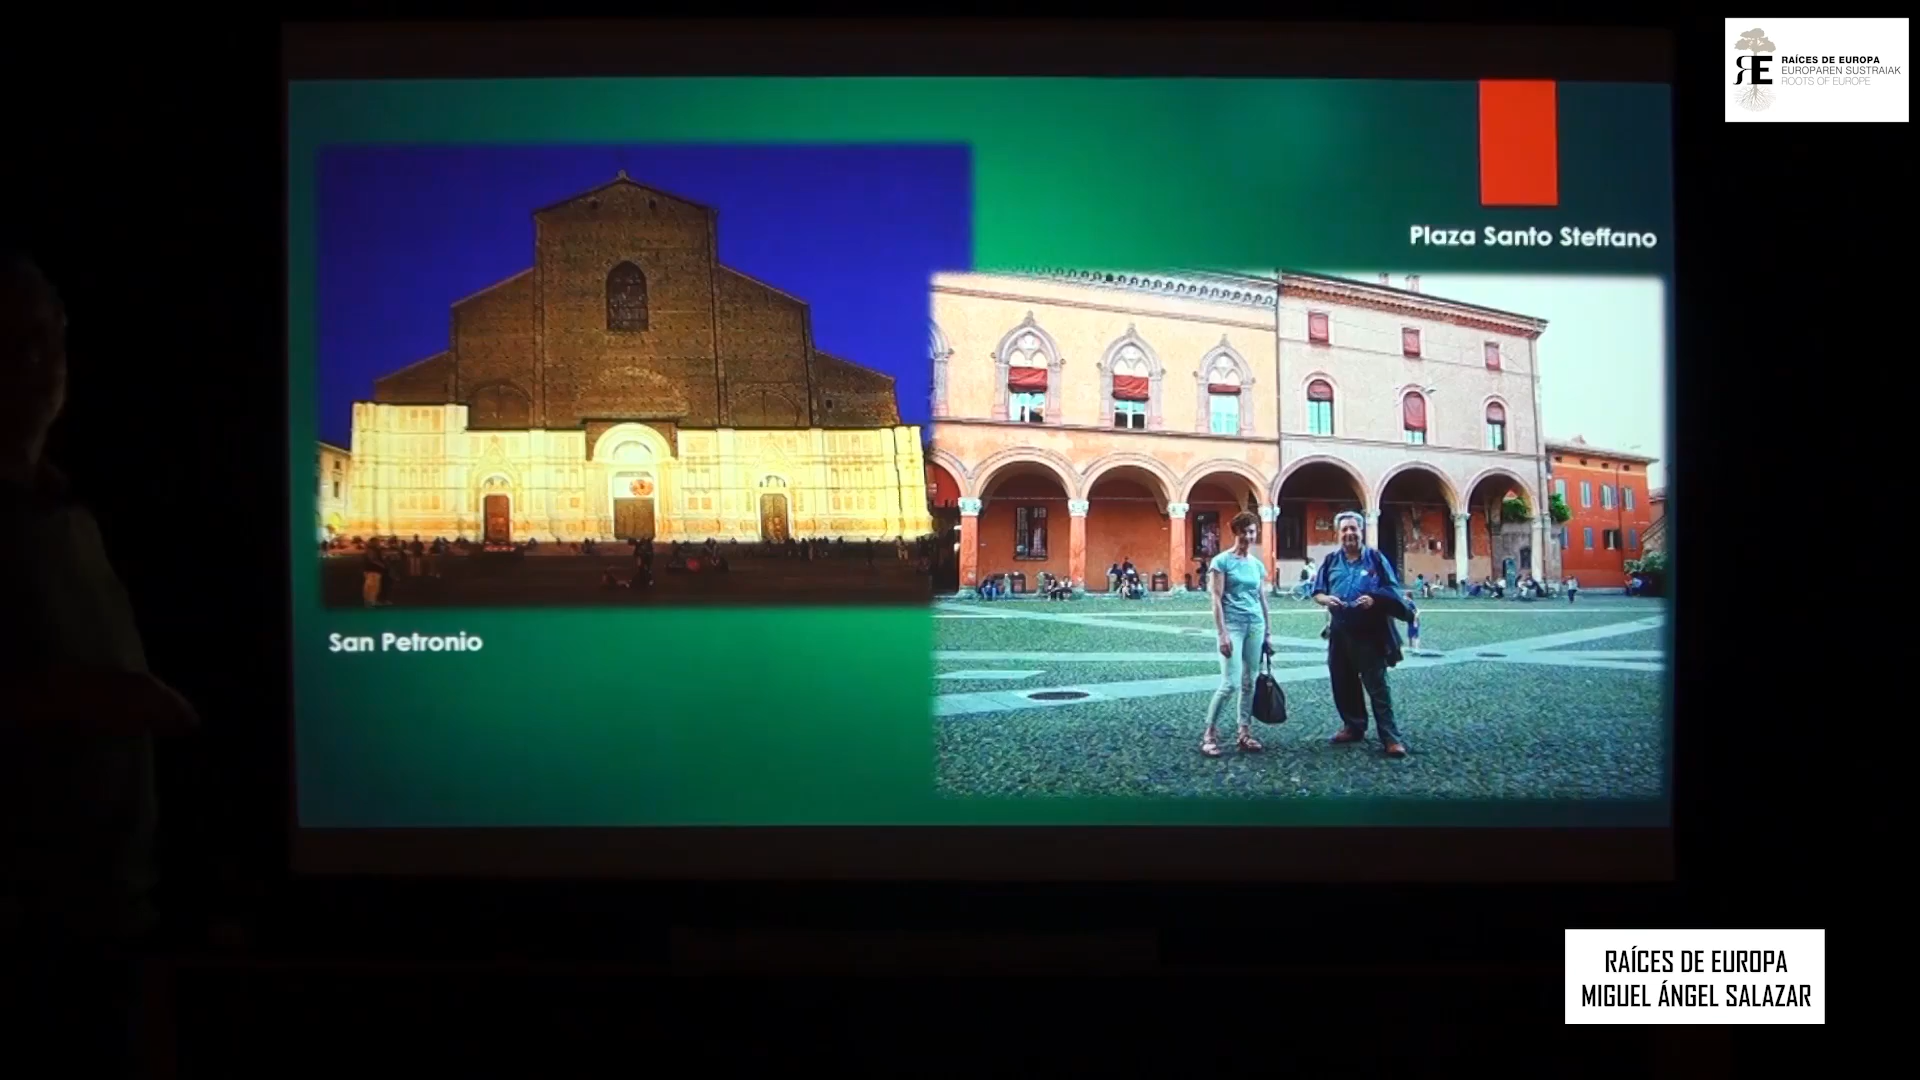 RAÍCES DE EUROPA
EUROPAREN SUSTRAIAK
ROOTS OF EUROPE
Plaza Santo Steffano
San Petronio
RAÍCES DE EUROPA
MIGUEL ÁNGEL SALAZAR